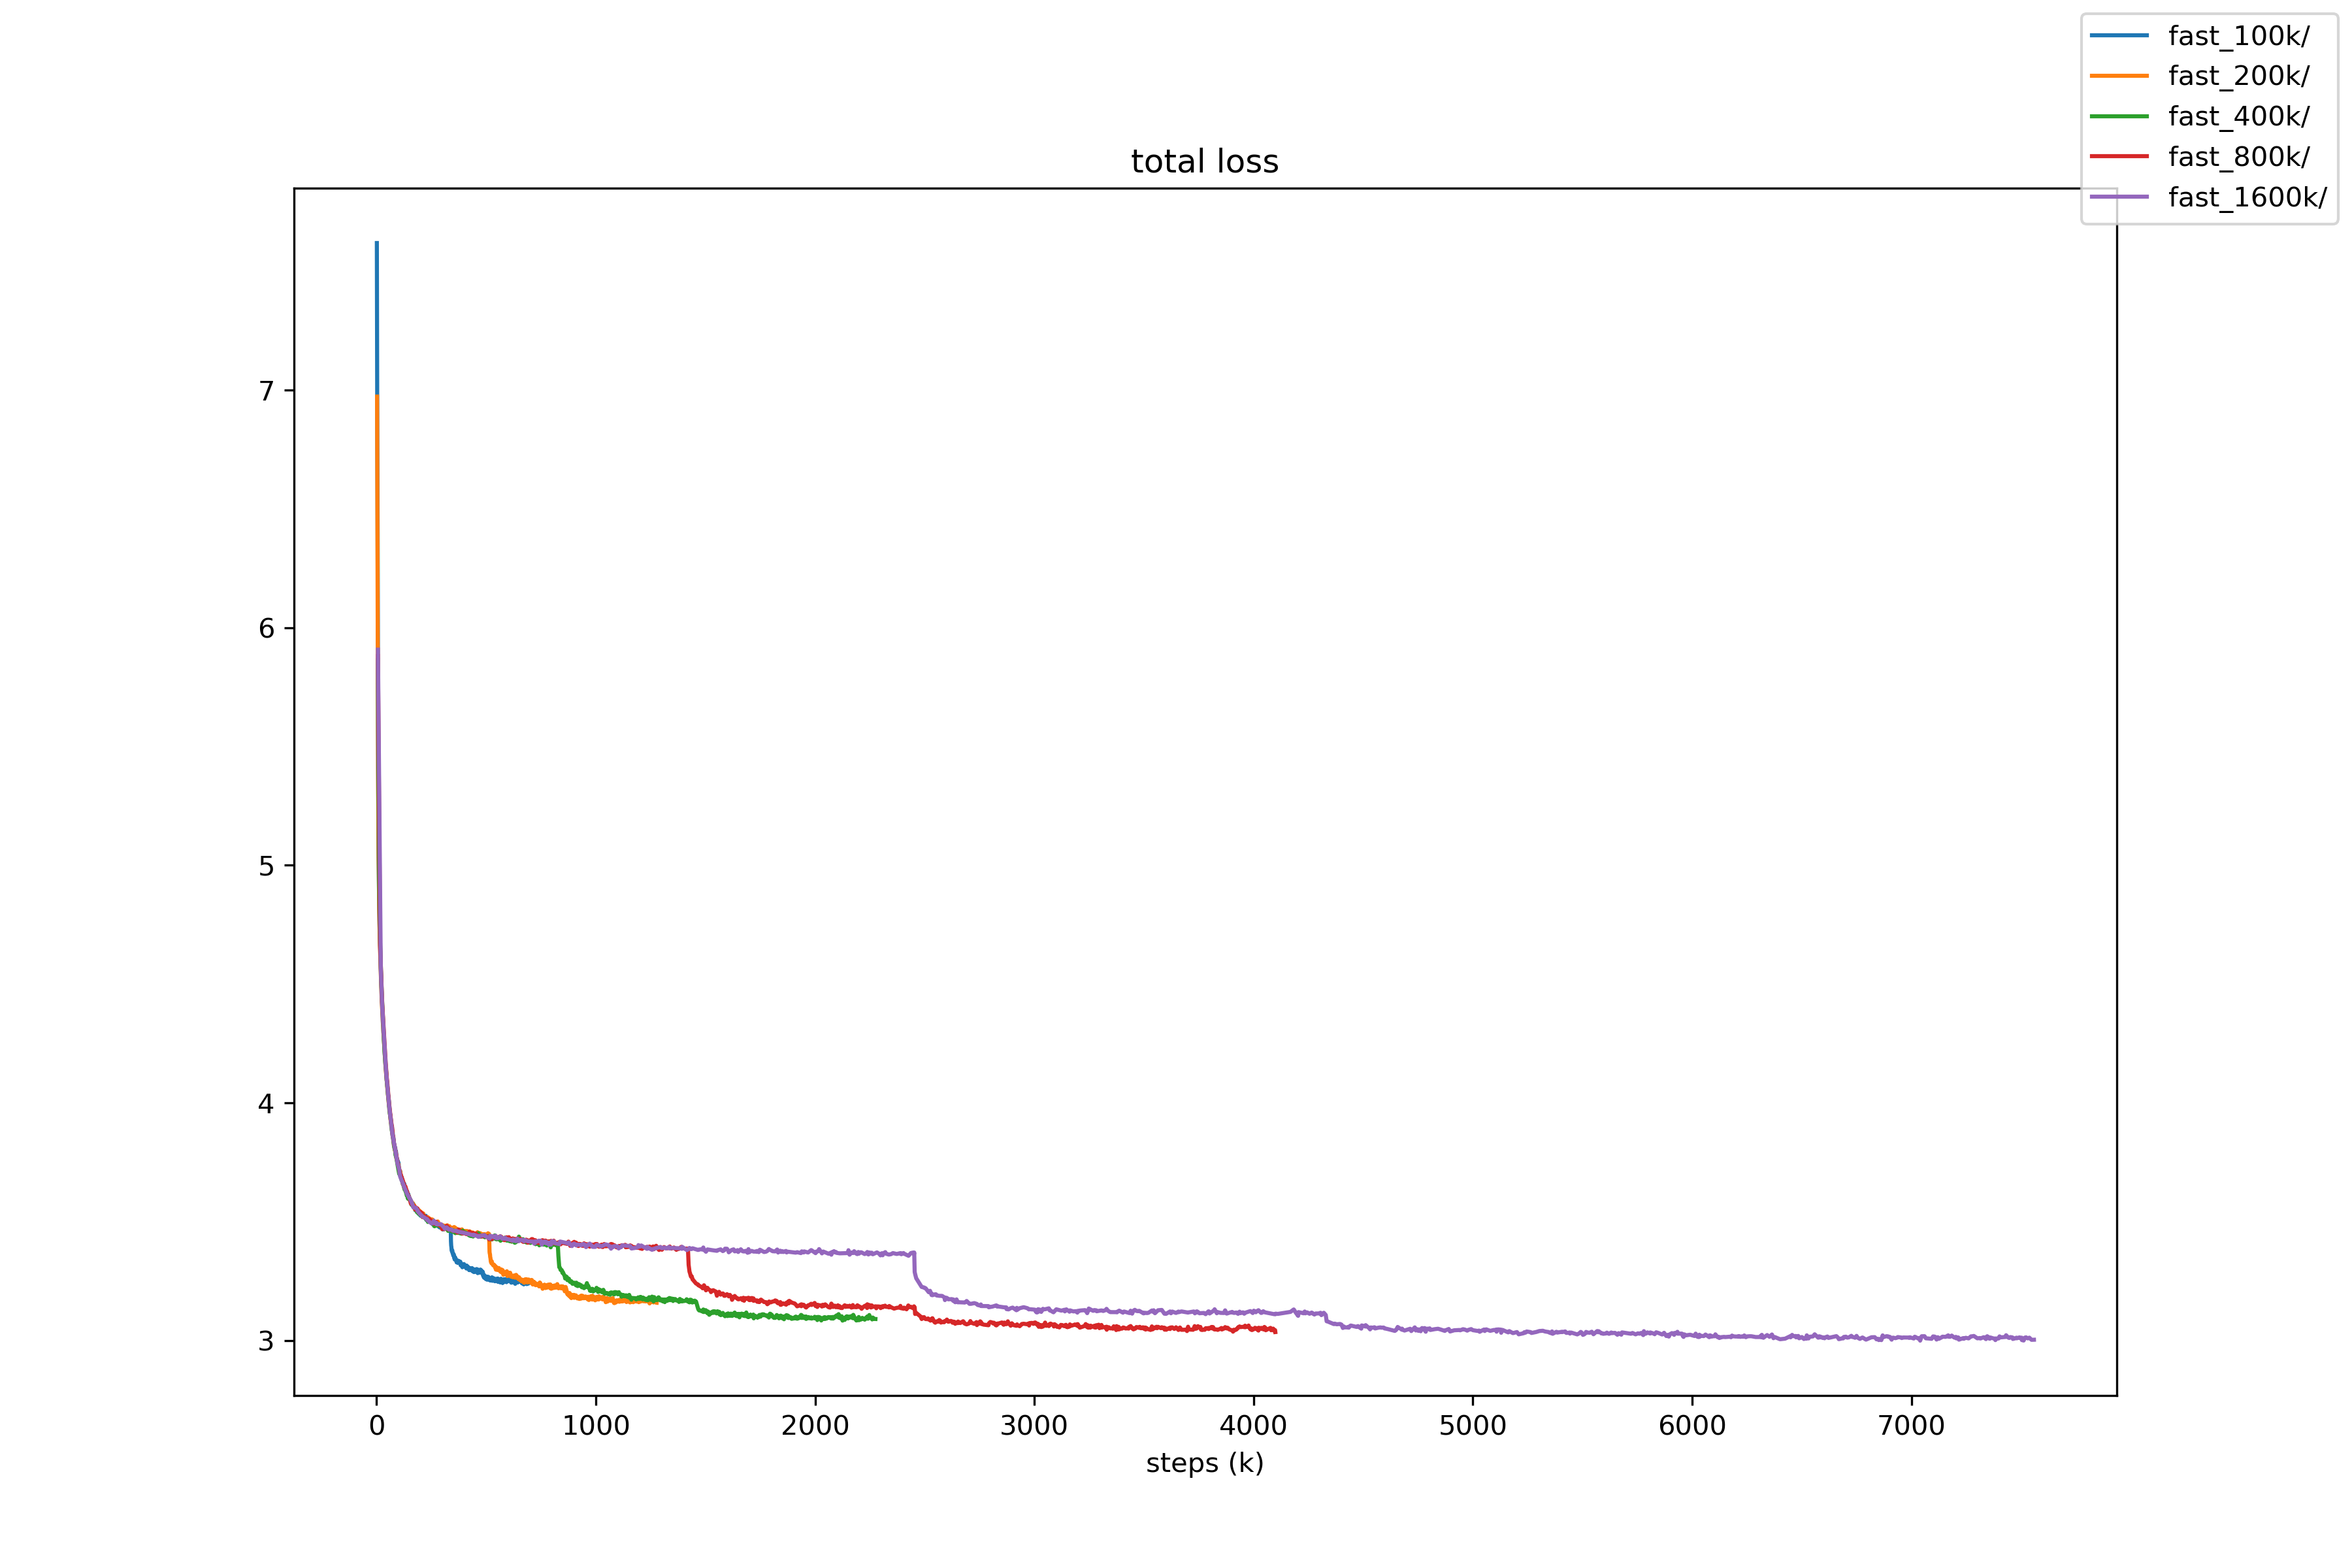 fast_100k/
fast_200k/
fast_400k/
fast_800k/
fast_1600k/
total loss
7
6
5
4
3
0 1000 2000 3000 4000 5000 6000 7000
steps (k)